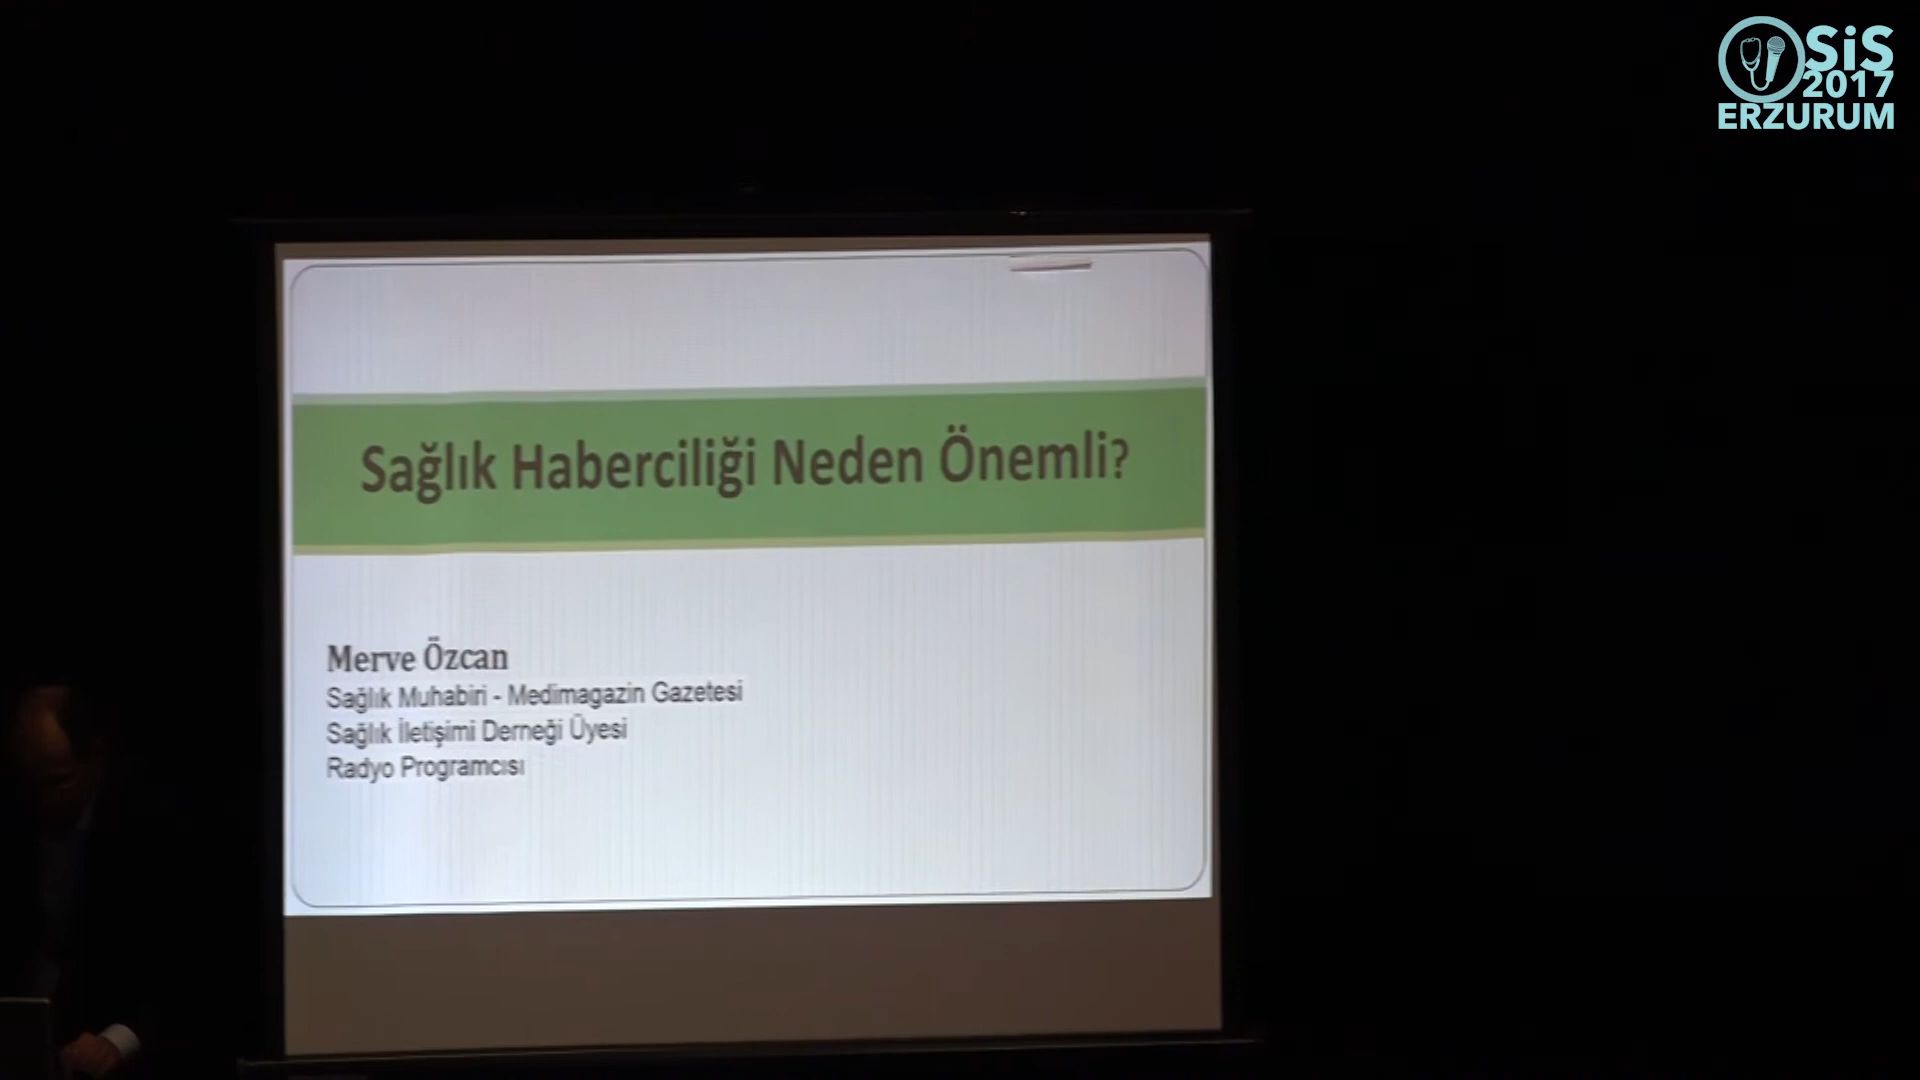 SiS
2017
ERZURUM
Sağlık Haberciliği Neden Önemli?
Merve Özcan
Sağlık Muhabiri - Medimagazin Gazetesi
Sağlık İletişimi Derneği Üyesi
Radyo Programcısı